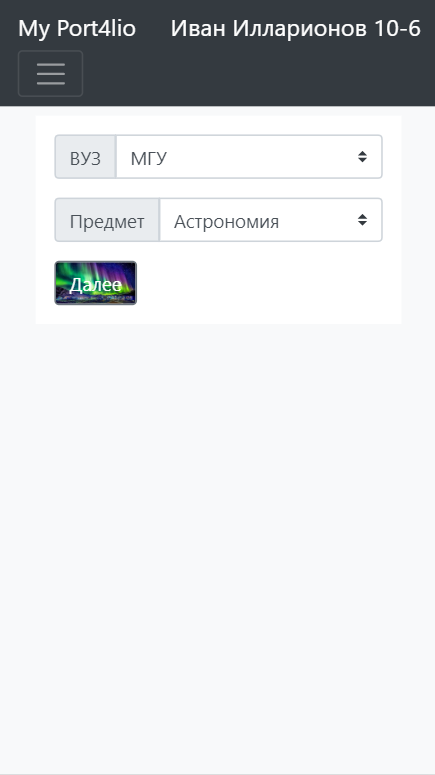 My Port4lio Иван Илларионов 10-6
ВУЗ МГУ
Предмет Астрономия
Далее